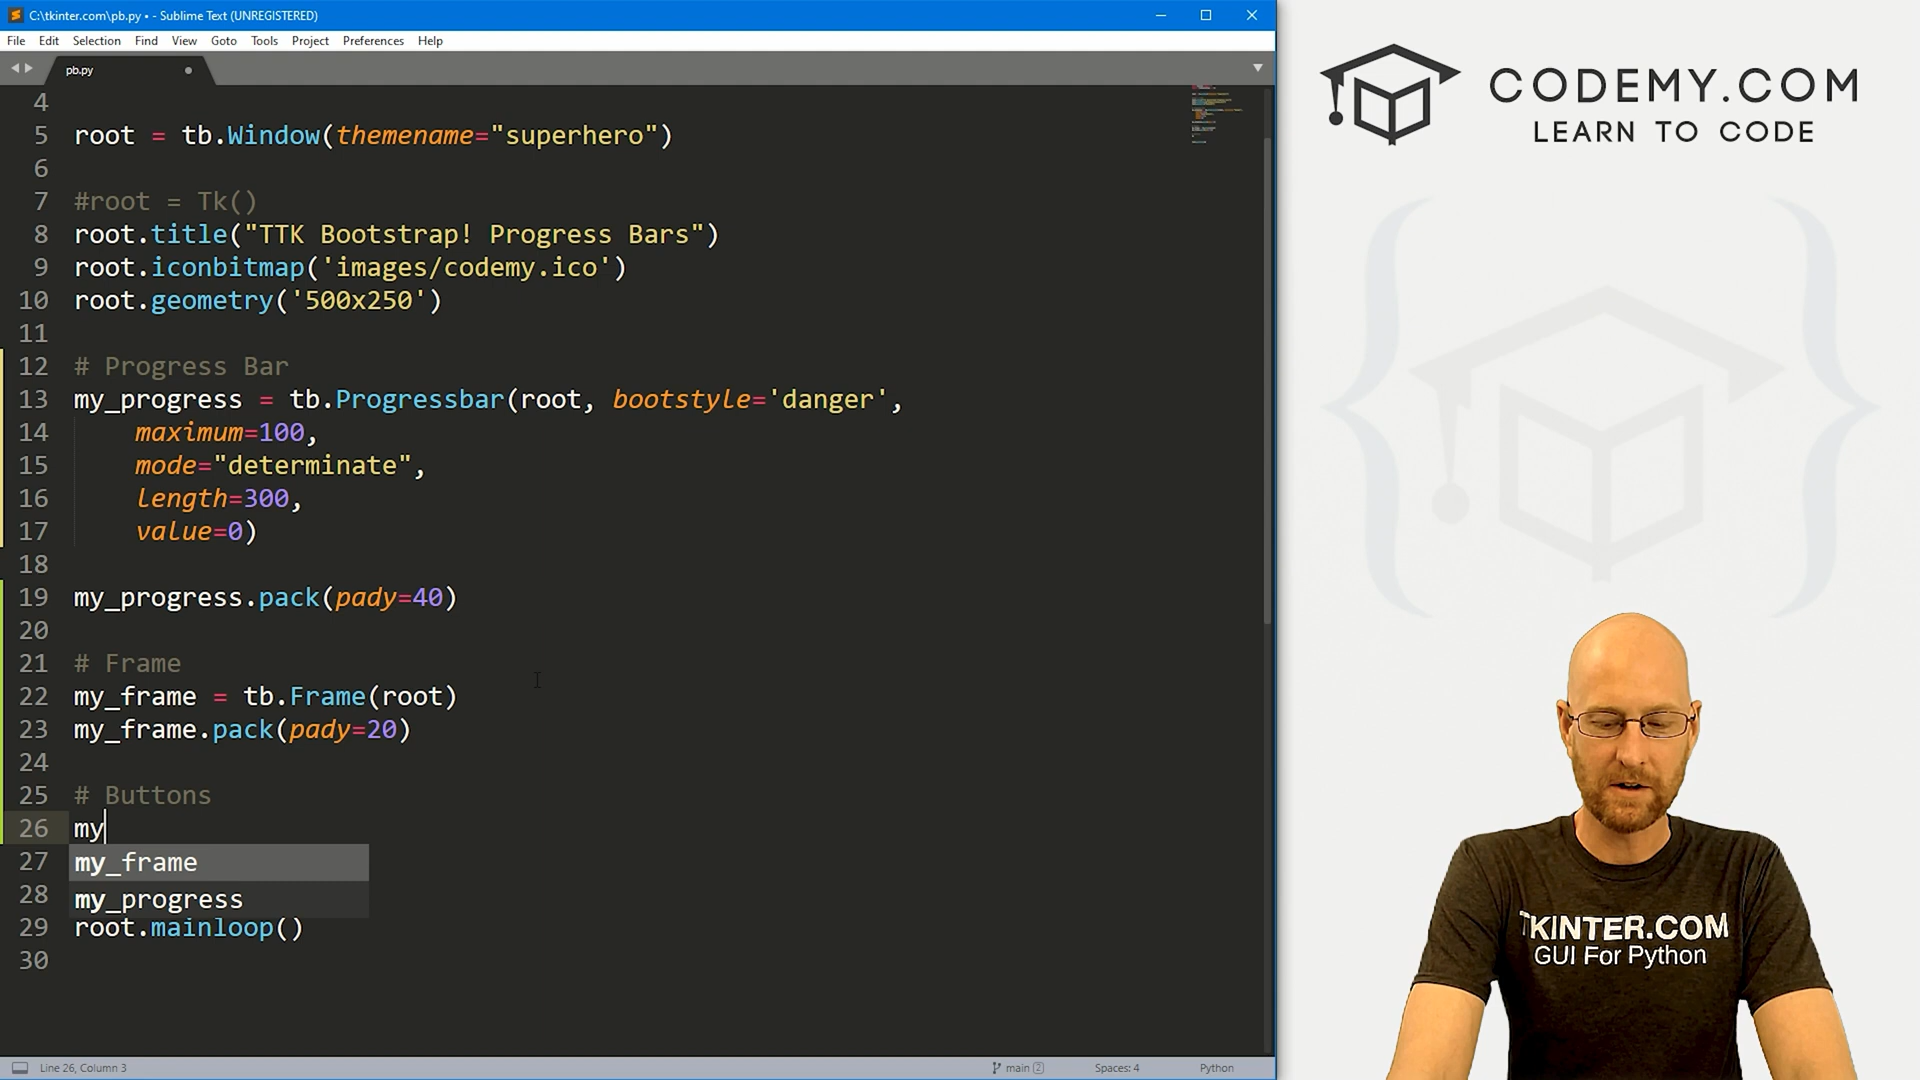 C:\tkinter.com\pb.py • - Sublime Text (UNREGISTERED)
File Edit Selection Find View Goto Tools Project Preferences Help
pb.py
4
5 root = tb.Window(themename="superhero")
6
7 #root = Tk()
8 root.title("TTK Bootstrap! Progress Bars")
9 root.iconbitmap('images/codemy.ico')
10 root.geometry('500x250')
11
12 # Progress Bar
13 my_progress = tb.Progressbar(root, bootstyle='danger',
14 maximum=100,
15 mode="determinate",
16 length=300,
17 value=0)
18
19 my_progress.pack(pady=40)
20
21 # Frame
22 my_frame = tb.Frame(root)
23 my_frame.pack(pady=20)
24
25 # Buttons
26 my
27 my_frame
28 my_progress
29 root.mainloop()
30
Line 26, Column 3 main 2 Spaces: 4 Python
CODEMY.COM
LEARN TO CODE
TKINTER.COM
GUI For Python